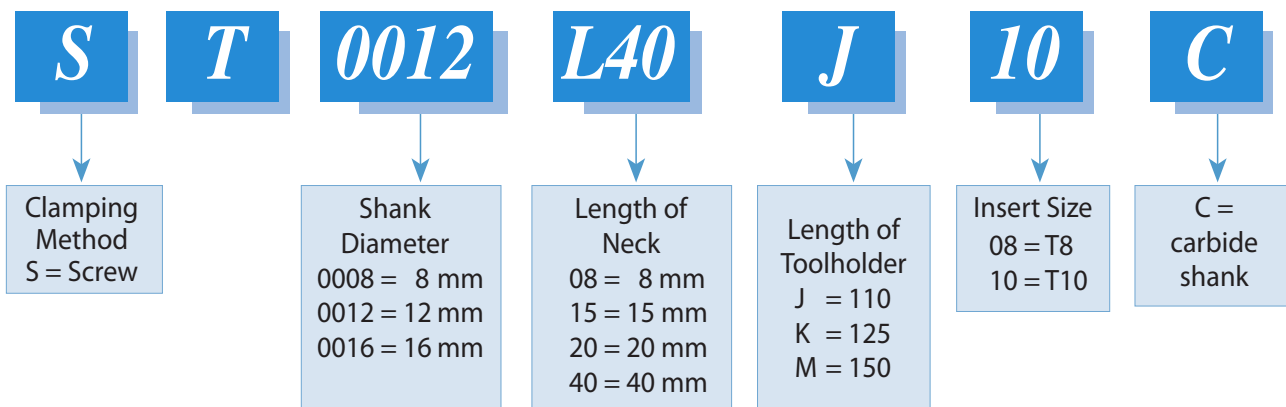 S T 0012 L40 J 10 C
Clamping
Method
S = Screw
Shank
Diameter
0008 = 8 mm
0012 = 12 mm
0016 = 16 mm
Length of
Neck
08 = 8 mm
15 = 15 mm
20 = 20 mm
40 = 40 mm
Length of
Toolholder
J = 110
K = 125
M = 150
Insert Size
08 = T8
10 = T10
C =
carbide
shank